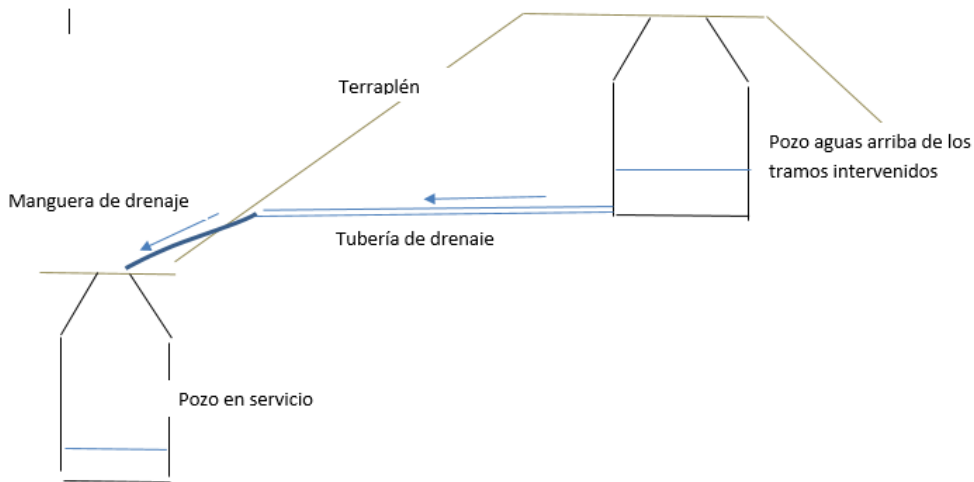 Terraplén
Pozo aguas arriba de los
tramos intervenidos
Manguera de drenaje
Tubería de drenaie
Pozo en servicio